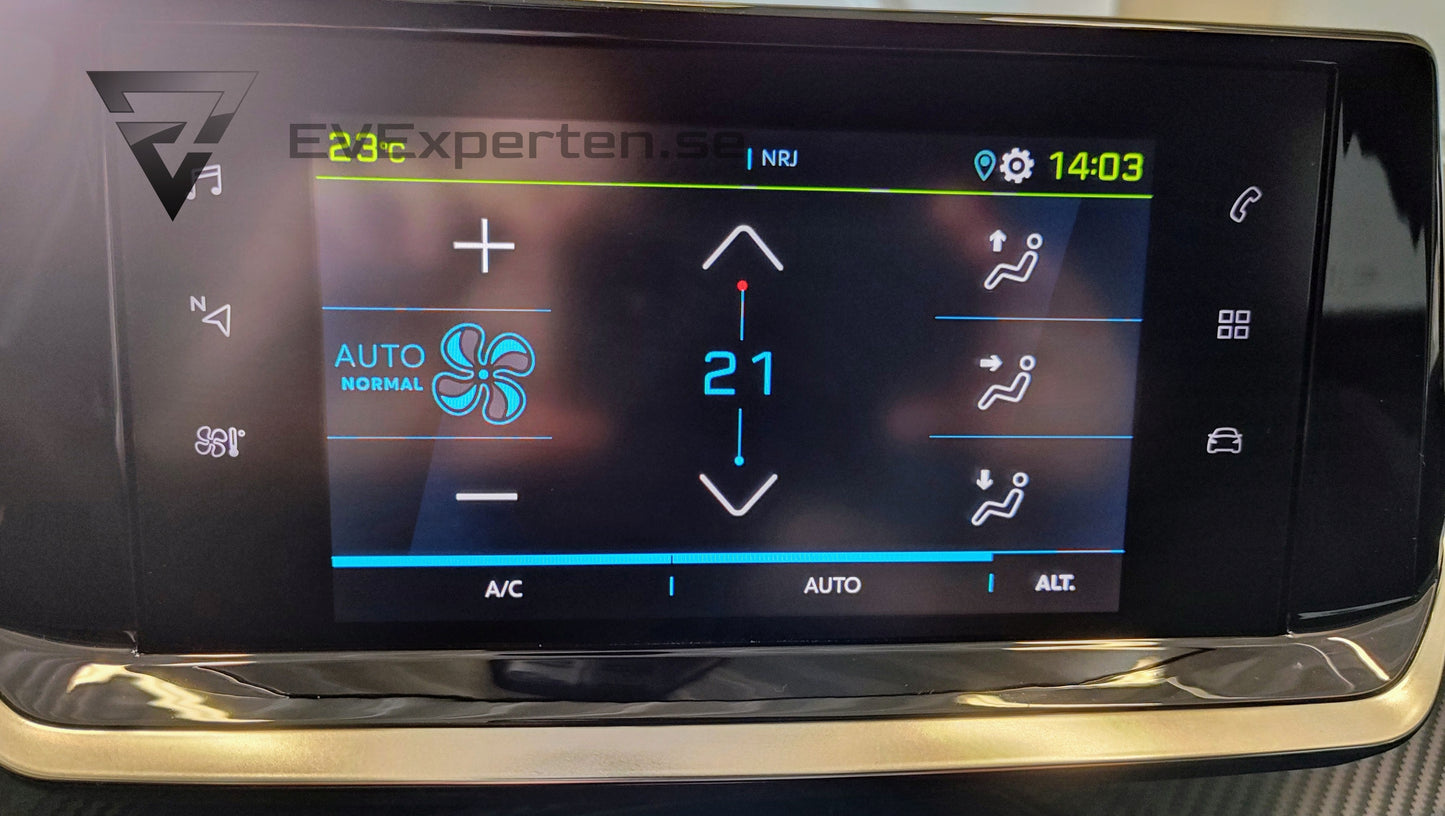 EVExperten.se
23°C
NRJ
14:03
N
AUTO
NORMAL
21
A/C
AUTO
ALT.